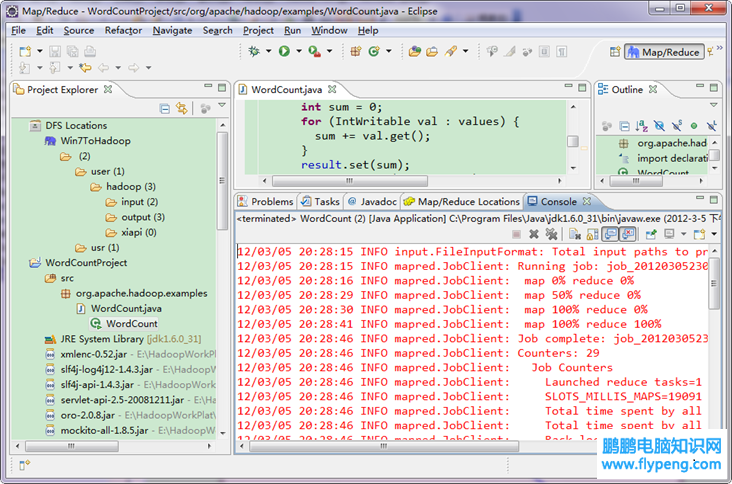 Map/Reduce - WordCountProject/src/org/apache/hadoop/examples/WordCount.java - Eclipse
File Edit Source Refactor Navigate Search Project Run Window Help
Map/Reduce
Project Explorer
DFS Locations
Win7ToHadoop
(2)
user (1)
hadoop (3)
input (2)
output (3)
xiapi (0)
usr (1)
WordCountProject
src
org.apache.hadoop.examples
WordCount.java
WordCount
JRE System Library [jdk1.6.0_31]
xmlenc-0.52.jar - E:\HadoopWorkPl
slf4j-log4j12-1.4.3.jar - E:\Hadoop
slf4j-api-1.4.3.jar - E:\HadoopWork
servlet-api-2.5-20081211.jar - E:\H
oro-2.0.8.jar - E:\HadoopWorkPlat\
mockito-all-1.8.5.jar - E:\HadoopW
WordCount.java
int sum = 0;
for (IntWritable val : values) {
sum += val.get();
}
result.set(sum);
Outline
org.apache.had
import declarati
WordCount
Problems Tasks Javadoc Map/Reduce Locations Console
<terminated> WordCount (2) [Java Application] C:\Program Files\Java\jdk1.6.0_31\bin\javaw.exe (2012-3-5 下午
12/03/05 20:28:15 INFO input.FileInputFormat: Total input paths to pr
12/03/05 20:28:15 INFO mapred.JobClient: Running job: job_20120305230
12/03/05 20:28:16 INFO mapred.JobClient: map 0% reduce 0%
12/03/05 20:28:29 INFO mapred.JobClient: map 50% reduce 0%
12/03/05 20:28:30 INFO mapred.JobClient: map 100% reduce 0%
12/03/05 20:28:41 INFO mapred.JobClient: map 100% reduce 100%
12/03/05 20:28:46 INFO mapred.JobClient: Job complete: job_2012030523
12/03/05 20:28:46 INFO mapred.JobClient: Counters: 29
12/03/05 20:28:46 INFO mapred.JobClient: Job Counters
12/03/05 20:28:46 INFO mapred.JobClient: Launched reduce tasks=1
12/03/05 20:28:46 INFO mapred.JobClient: SLOTS_MILLIS_MAPS=19091
12/03/05 20:28:46 INFO mapred.JobClient: Total time spent by all
12/03/05 20:28:46 INFO mapred.JobClient: Total time spent by all
12/03/05 20:28:46 INFO mapred.JobClient:
鹏鹏电脑知识网
www.flypeng.com